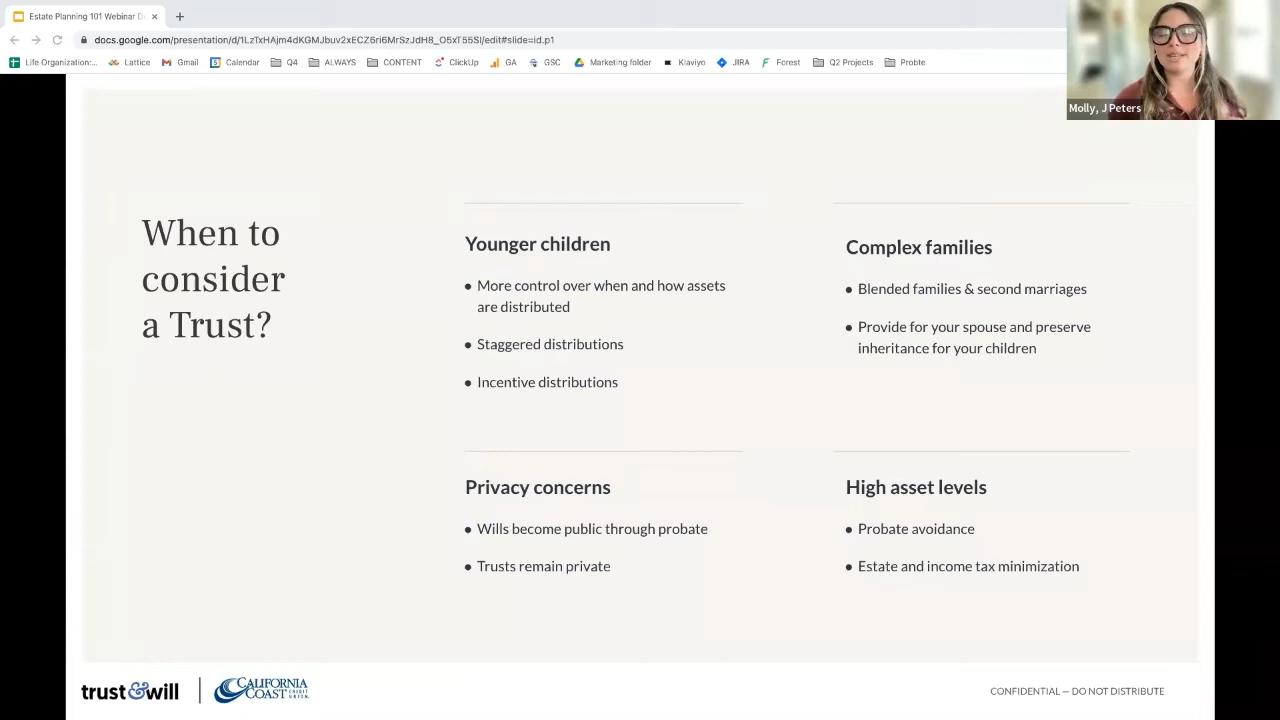 Estate Planning 101 Webinar D
docs.google.com/presentation/d/1LzTxHAjm4dKGMJbuv2xECZ6ri6MrSzJdH8_O5xT55SI/edit#slide=id.p1
Life Organization:... Lattice Gmail Calendar Q4 ALWAYS CONTENT ClickUp GA GSC Marketing folder Klaviyo JIRA Forest Q2 Projects Probte
Molly, J Peters
When to
consider
a Trust?
Younger children
• More control over when and how assets
are distributed
• Staggered distributions
• Incentive distributions
Complex families
• Blended families & second marriages
• Provide for your spouse and preserve
inheritance for your children
Privacy concerns
• Wills become public through probate
• Trusts remain private
High asset levels
• Probate avoidance
• Estate and income tax minimization
trust&will
CALIFORNIA
COAST CREDIT UNION
CONFIDENTIAL — DO NOT DISTRIBUTE